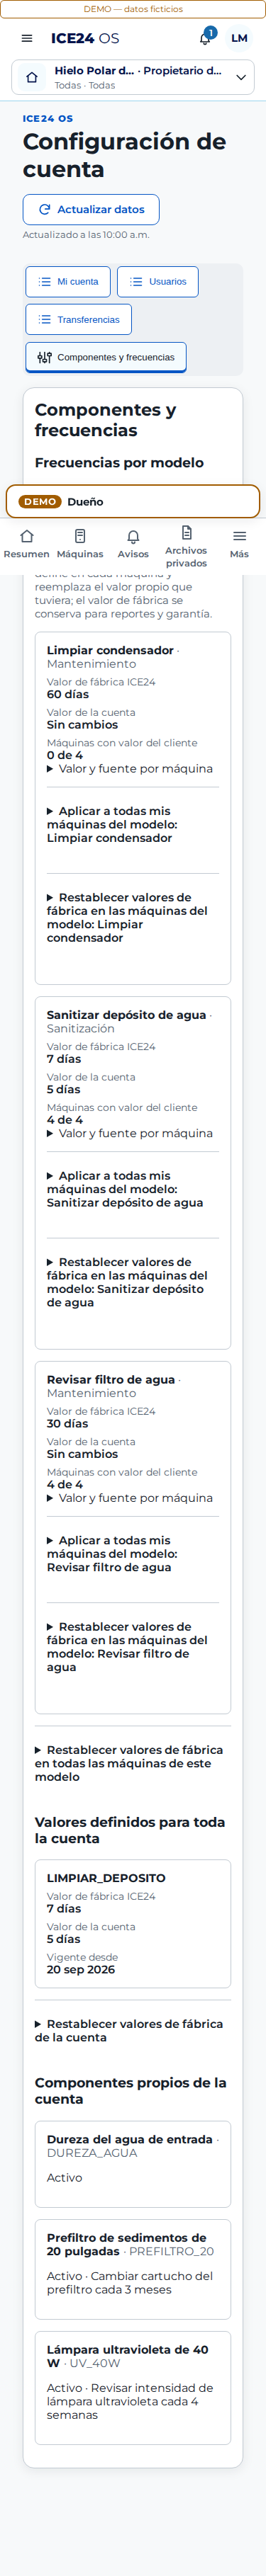 DEMO — datos ficticios
ICE24 OS
1
LM
Hielo Polar d... · Propietario d...
Todas · Todas
ICE24 OS
Configuración de
cuenta
Actualizar datos
Actualizado a las 10:00 a.m.
Mi cuenta
Usuarios
Transferencias
Componentes y frecuencias
Componentes y
frecuencias
Frecuencias por modelo
DEMO Dueño
Resumen
Máquinas
Avisos
Archivos
privados
Más
reemplaza el valor propio que
tuviera; el valor de fábrica se
conserva para reportes y garantía.
Limpiar condensador ·
Mantenimiento
Valor de fábrica ICE24
60 días
Valor de la cuenta
Sin cambios
Máquinas con valor del cliente
0 de 4
Valor y fuente por máquina
Aplicar a todas mis
máquinas del modelo:
Limpiar condensador
Restablecer valores de
fábrica en las máquinas del
modelo: Limpiar
condensador
Sanitizar depósito de agua ·
Sanitización
Valor de fábrica ICE24
7 días
Valor de la cuenta
5 días
Máquinas con valor del cliente
4 de 4
Valor y fuente por máquina
Aplicar a todas mis
máquinas del modelo:
Sanitizar depósito de agua
Restablecer valores de
fábrica en las máquinas del
modelo: Sanitizar depósito
de agua
Revisar filtro de agua ·
Mantenimiento
Valor de fábrica ICE24
30 días
Valor de la cuenta
Sin cambios
Máquinas con valor del cliente
4 de 4
Valor y fuente por máquina
Aplicar a todas mis
máquinas del modelo:
Revisar filtro de agua
Restablecer valores de
fábrica en las máquinas del
modelo: Revisar filtro de
agua
Restablecer valores de fábrica
en todas las máquinas de este
modelo
Valores definidos para toda
la cuenta
LIMPIAR_DEPOSITO
Valor de fábrica ICE24
7 días
Valor de la cuenta
5 días
Vigente desde
20 sep 2026
Restablecer valores de fábrica
de la cuenta
Componentes propios de la
cuenta
Dureza del agua de entrada ·
DUREZA_AGUA
Activo
Prefiltro de sedimentos de
20 pulgadas · PREFILTRO_20
Activo · Cambiar cartucho del
prefiltro cada 3 meses
Lámpara ultravioleta de 40
W · UV_40W
Activo · Revisar intensidad de
lámpara ultravioleta cada 4
semanas